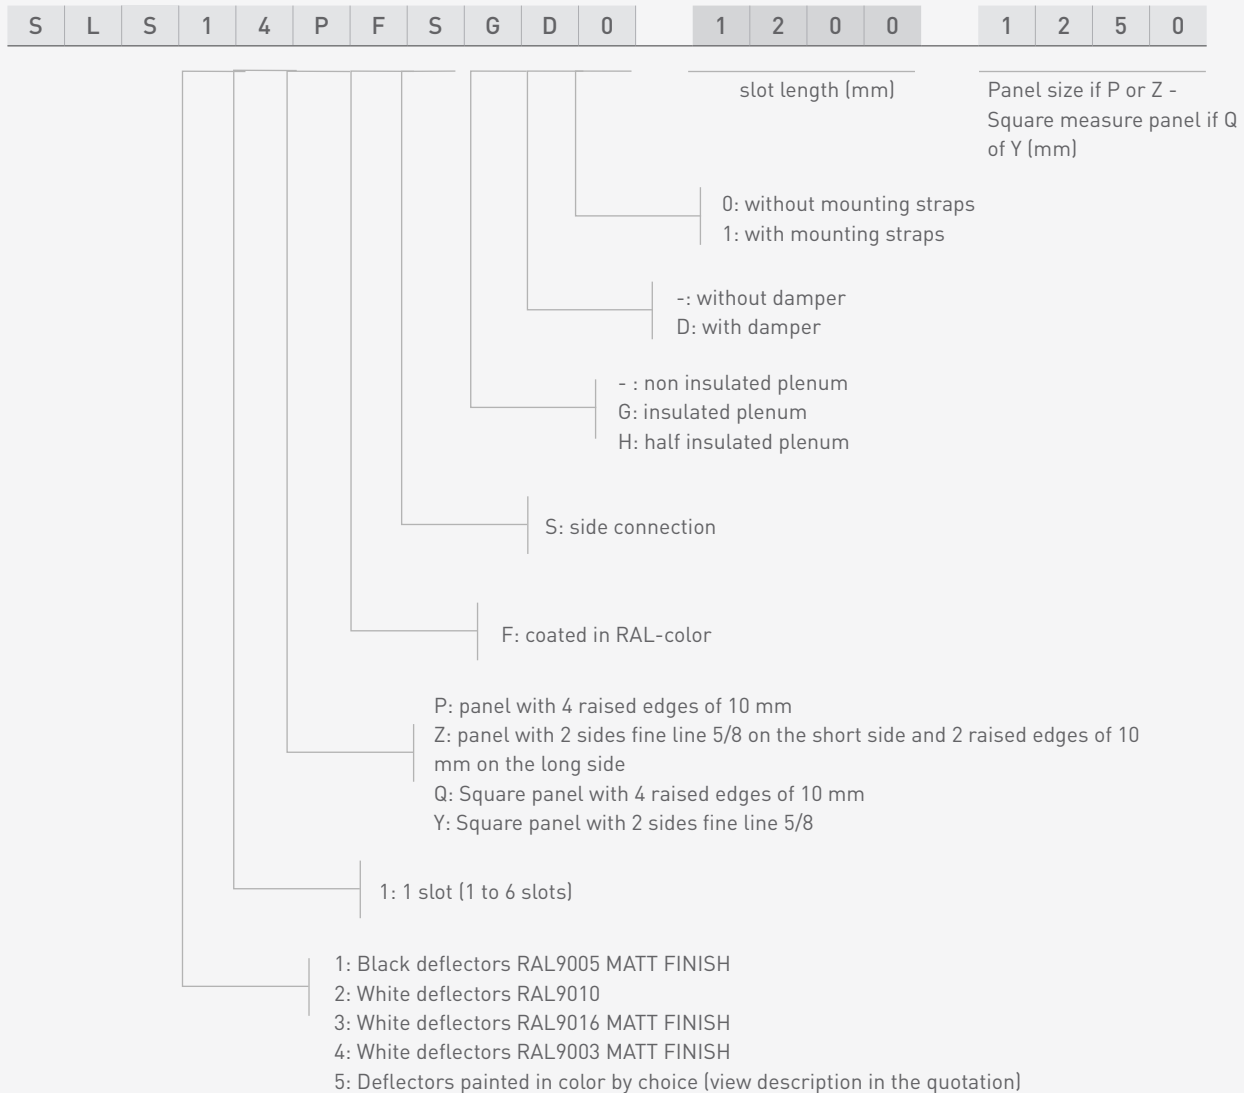 S L S 1 4 P F S G D 0 1 2 0 0 1 2 5 0
slot length (mm)
Panel size if P or Z -
Square measure panel if Q
of Y (mm)
0: without mounting straps
1: with mounting straps
-: without damper
D: with damper
- : non insulated plenum
G: insulated plenum
H: half insulated plenum
S: side connection
F: coated in RAL-color
P: panel with 4 raised edges of 10 mm
Z: panel with 2 sides fine line 5/8 on the short side and 2 raised edges of 10
mm on the long side
Q: Square panel with 4 raised edges of 10 mm
Y: Square panel with 2 sides fine line 5/8
1: 1 slot (1 to 6 slots)
1: Black deflectors RAL9005 MATT FINISH
2: White deflectors RAL9010
3: White deflectors RAL9016 MATT FINISH
4: White deflectors RAL9003 MATT FINISH
5: Deflectors painted in color by choice (view description in the quotation)